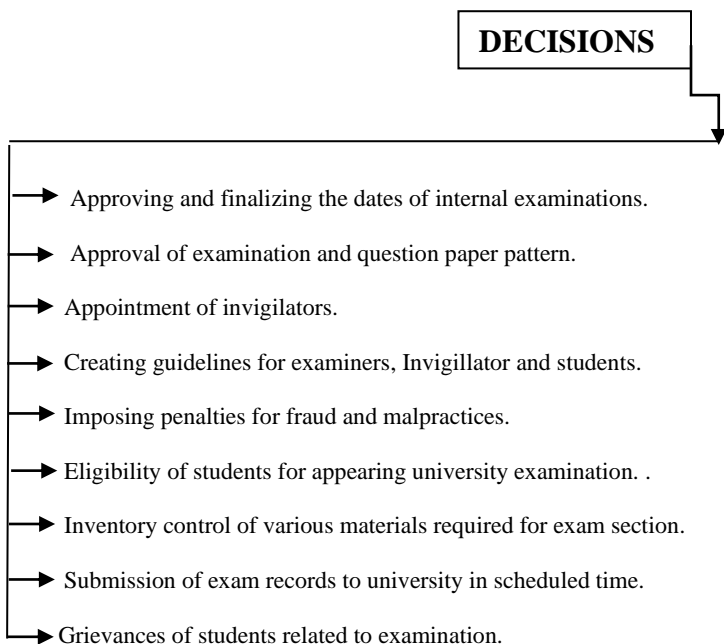 DECISIONS
Approving and finalizing the dates of internal examinations.
Approval of examination and question paper pattern.
Appointment of invigilators.
Creating guidelines for examiners, Invigillator and students.
Imposing penalties for fraud and malpractices.
Eligibility of students for appearing university examination. .
Inventory control of various materials required for exam section.
Submission of exam records to university in scheduled time.
Grievances of students related to examination.